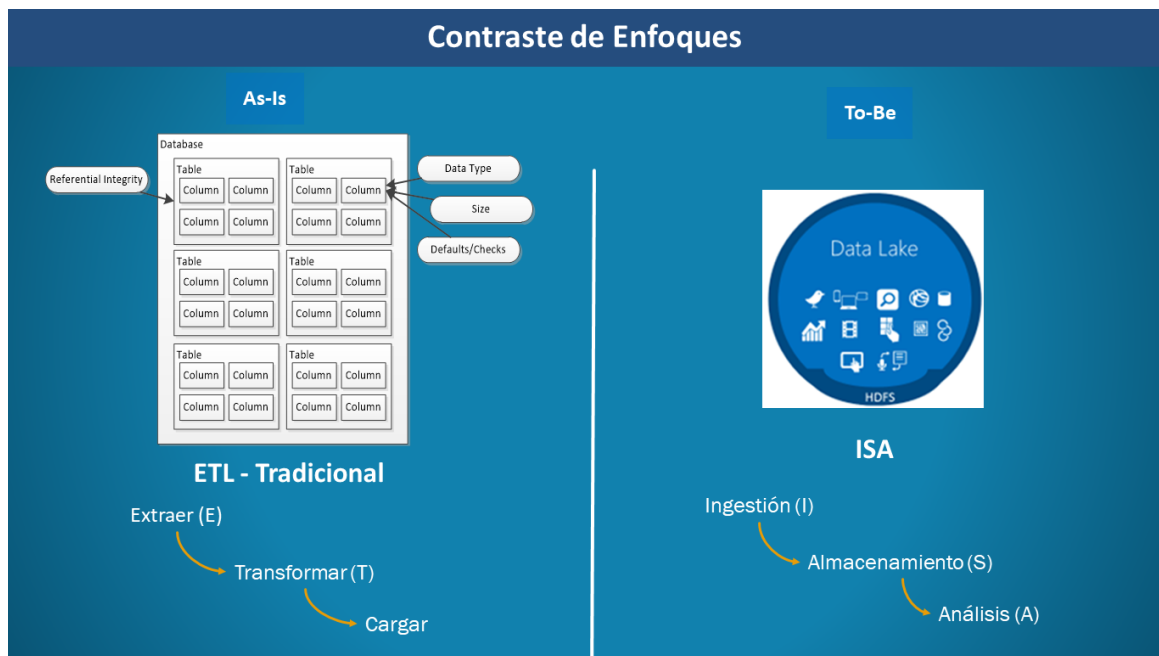 Contraste de Enfoques
As-Is
Database
Referential Integrity
Table
Column Column
Column Column
Table
Column Column
Column Column
Data Type
Size
Defaults/Checks
Table
Column Column
Column Column
Table
Column Column
Column Column
Table
Column Column
Column Column
Table
Column Column
Column Column
ETL - Tradicional
Extraer (E)
Transformar (T)
Cargar
To-Be
Data Lake
HDFS
ISA
Ingestión (I)
Almacenamiento (S)
Análisis (A)